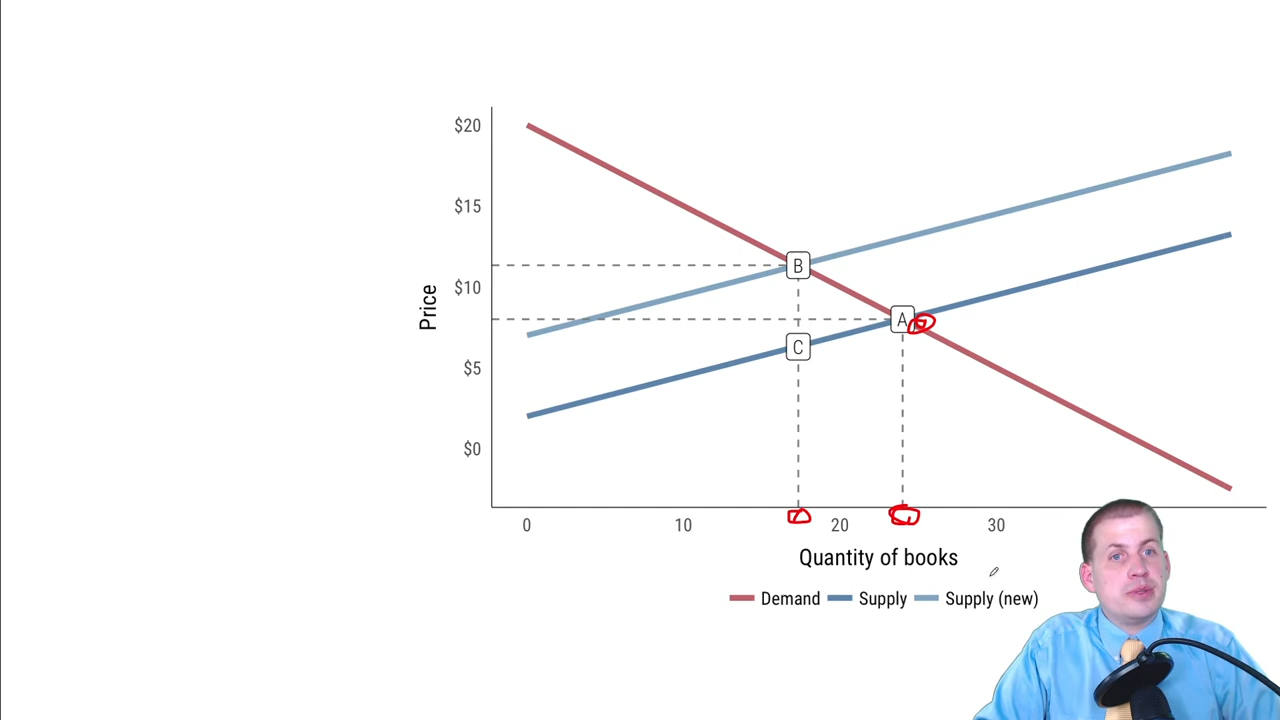 $20
$15
$10
$5
$0
Price
B
A
C
0 10 20 30
Quantity of books
Demand Supply Supply (new)